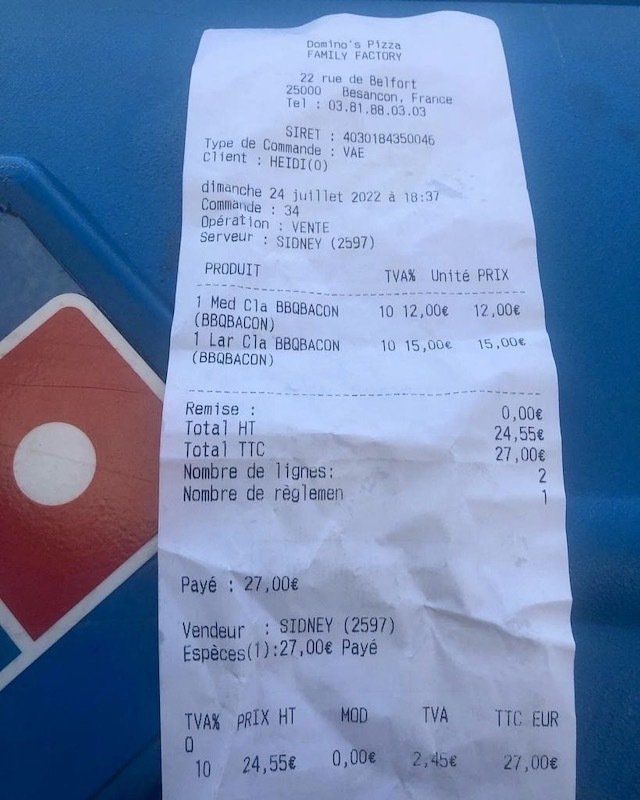 Domino's Pizza
FAMILY FACTORY
22 rue de Belfort
25000 Besancon, France
Tel : 03.81.88.03.03
SIRET : 4030184350046
Type de Commande : VAE
Client : HEIDI(O)
dimanche 24 juillet 2022 à 18:37
Commande : 34
Opération : VENTE
Serveur : SIDNEY (2597)
PRODUIT TVA% Unité PRIX
1 Med Cla BBQBACON 10 12,00€ 12,00€
(BBQBACON)
1 Lar Cla BBQBACON 10 15,00€ 15,00€
(BBQBACON)
Remise : 0,00€
Total HT 24,55€
Total TTC 27,00€
Nombre de lignes: 2
Nombre de règlemen 1
Payé : 27,00€
Vendeur : SIDNEY (2597)
Espèces(1):27,00€ Payé
TVA% PRIX HT MOD TVA TTC EUR
0
10 24,55€ 0,00€ 2,45€ 27,00€